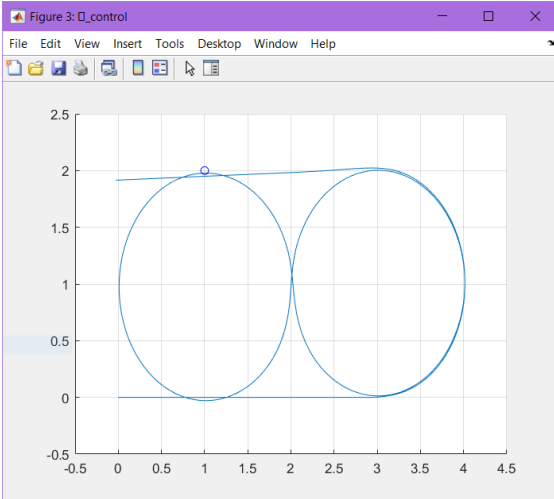 Figure 3: ▯_control
File Edit View Insert Tools Desktop Window Help
2.5
2
1.5
1
0.5
0
-0.5
-0.5 0 0.5 1 1.5 2 2.5 3 3.5 4 4.5